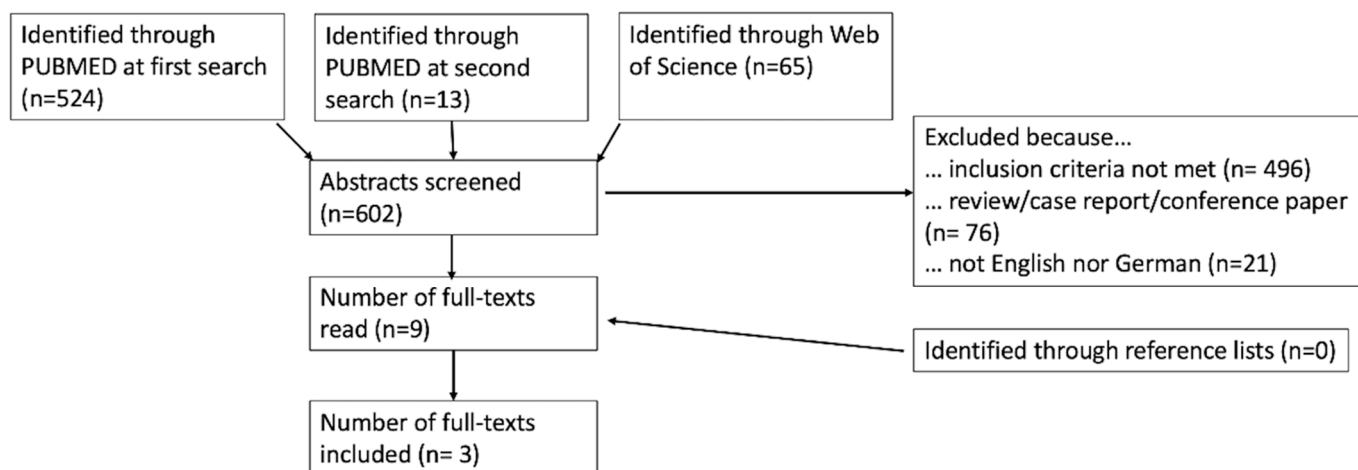 Identified through
PUBMED at first search
(n=524)
Identified through
PUBMED at second
search (n=13)
Identified through Web
of Science (n=65)
Excluded because...
... inclusion criteria not met (n= 496)
... review/case report/conference paper
(n= 76)
... not English nor German (n=21)
Abstracts screened
(n=602)
Number of full-texts
read (n=9)
Identified through reference lists (n=0)
Number of full-texts
included (n= 3)